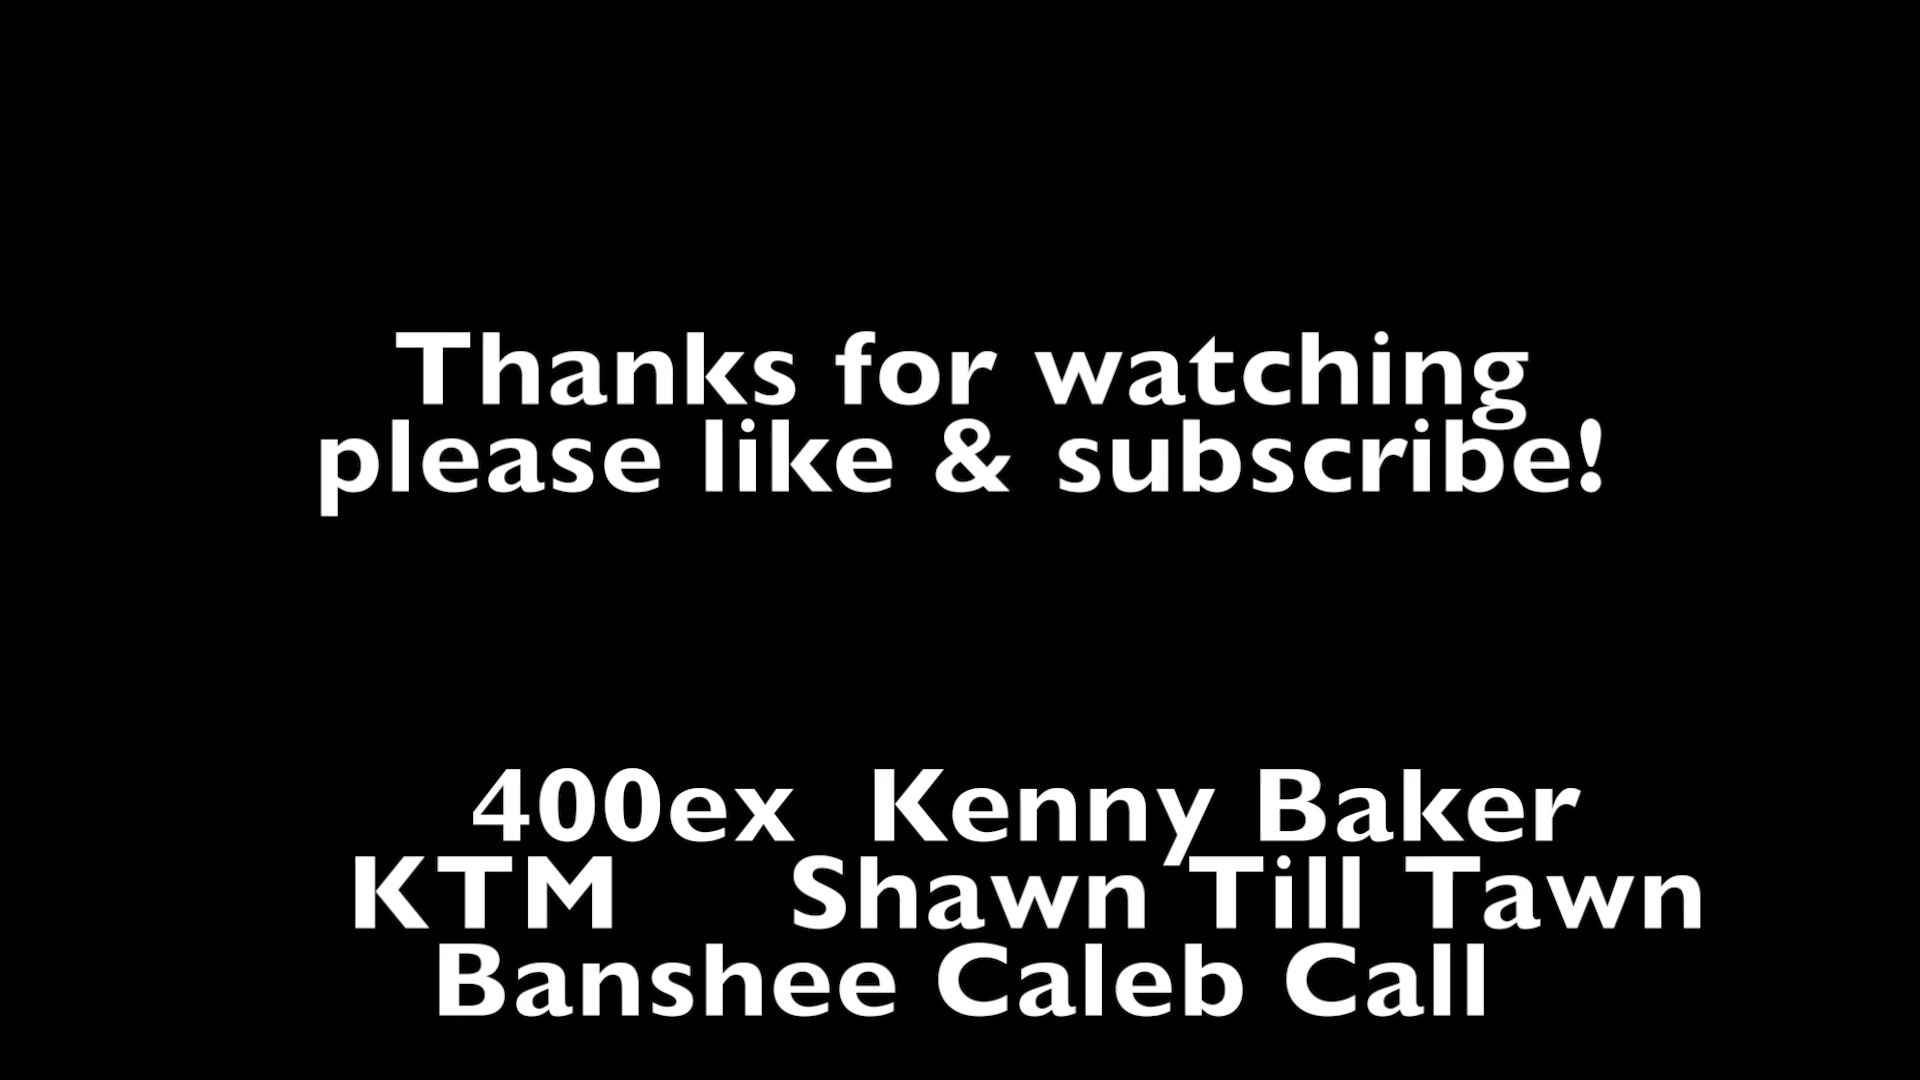 Thanks for watching
please like & subscribe!
400ex Kenny Baker
KTM Shawn Till Tawn
Banshee Caleb Call